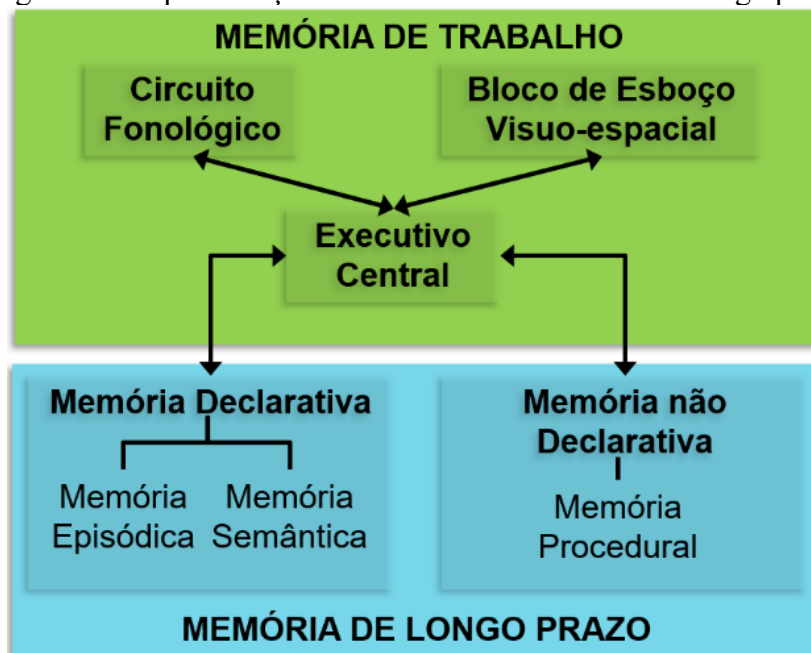 MEMÓRIA DE TRABALHO
Circuito
Fonológico
Bloco de Esboço
Visuo-espacial
Executivo
Central
Memória Declarativa
Memória
Episódica
Memória
Semântica
Memória não
Declarativa
Memória
Procedural
MEMÓRIA DE LONGO PRAZO